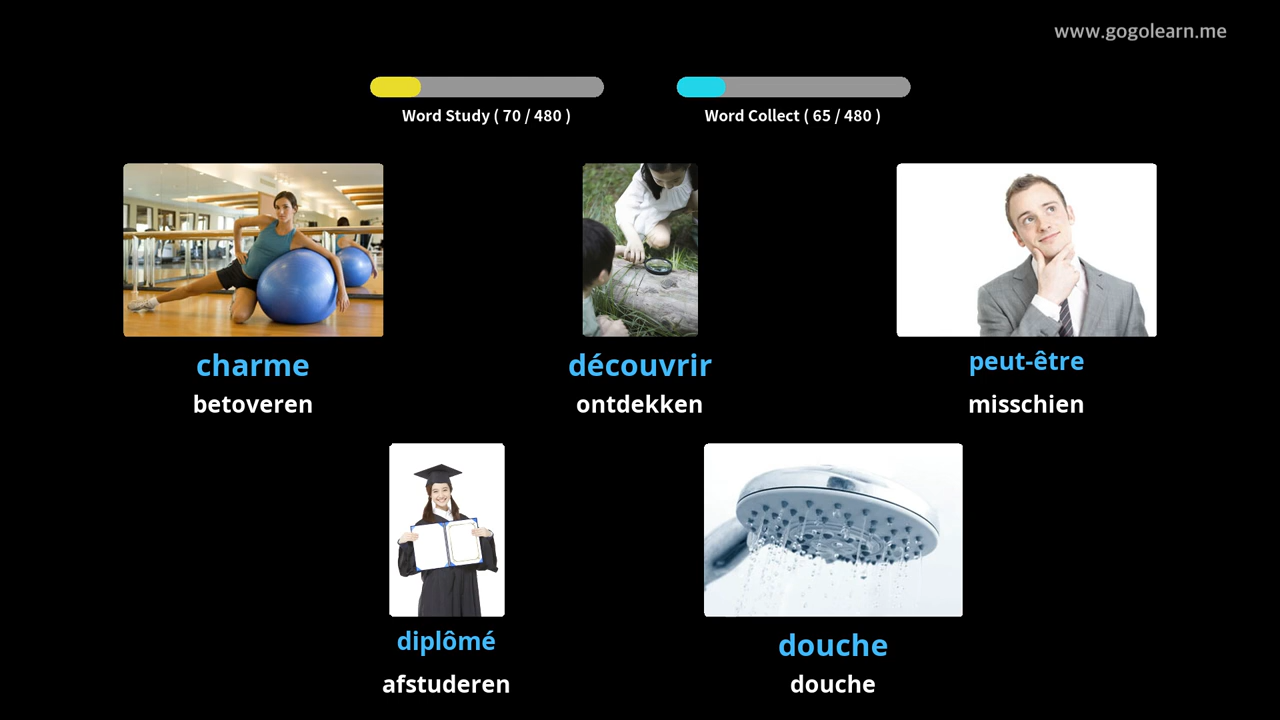 www.gogolearn.me
Word Study ( 70 / 480 )
Word Collect ( 65 / 480 )
charme
betoveren
découvrir
ontdekken
peut-être
misschien
diplômé
afstuderen
douche
douche